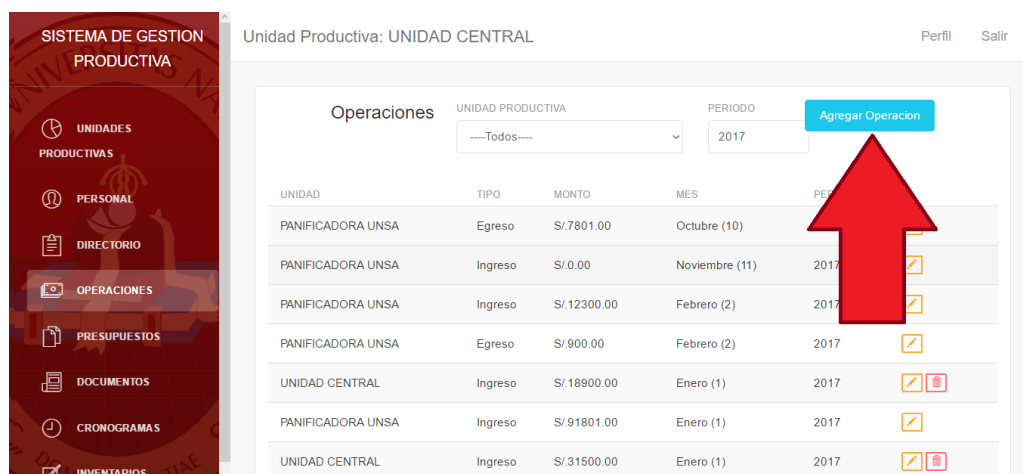 SISTEMA DE GESTION
PRODUCTIVA
UNIDADES
PRODUCTIVAS
PERSONAL
DIRECTORIO
OPERACIONES
PRESUPUESTOS
DOCUMENTOS
CRONOGRAMAS
INVENTARIOS
Unidad Productiva: UNIDAD CENTRAL
Perfil Salir
Operaciones
UNIDAD PRODUCTIVA PERIODO
----Todos---- 2017 Agregar Operacion
UNIDAD TIPO MONTO MES
PANIFICADORA UNSA Egreso S/.7801.00 Octubre (10)
PANIFICADORA UNSA Ingreso S/.0.00 Noviembre (11) 2017
PANIFICADORA UNSA Ingreso S/.12300.00 Febrero (2) 2017
PANIFICADORA UNSA Egreso S/.900.00 Febrero (2) 2017
UNIDAD CENTRAL Ingreso S/.18900.00 Enero (1) 2017
PANIFICADORA UNSA Ingreso S/.91801.00 Enero (1) 2017
UNIDAD CENTRAL Ingreso S/.31500.00 Enero (1) 2017